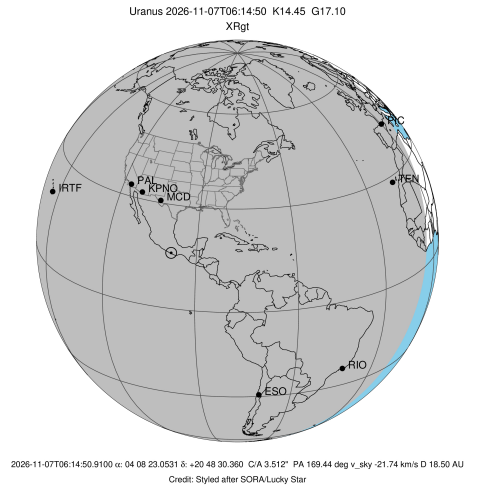 Uranus 2026-11-07T06:14:50 K14.45 G17.10
XRgt
PIC
TEN
IRTF
PAL
KPNO
MCD
RIO
ESO
2026-11-07T06:14:50.9100 α: 04 08 23.0531 δ: +20 48 30.360 C/A 3.512" PA 169.44 deg v_sky -21.74 km/s D 18.50 AU
Credit: Styled after SORA/Lucky Star